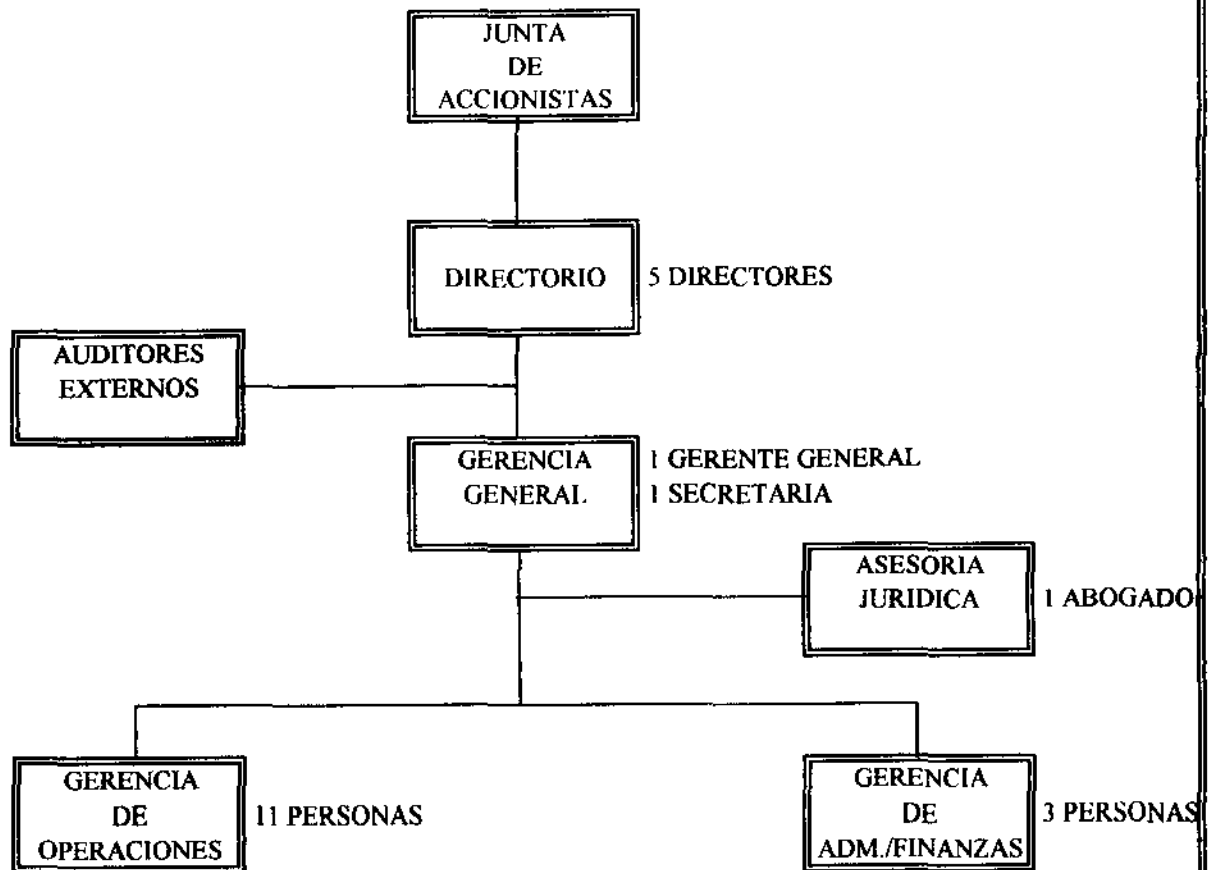 JUNTA
DE
ACCIONISTAS
DIRECTORIO
5 DIRECTORES
AUDITORES
EXTERNOS
GERENCIA
GENERAL
1 GERENTE GENERAL
1 SECRETARIA
ASESORIA
JURIDICA
1 ABOGADO
GERENCIA
DE
OPERACIONES
11 PERSONAS
GERENCIA
DE
ADM./FINANZAS
3 PERSONAS